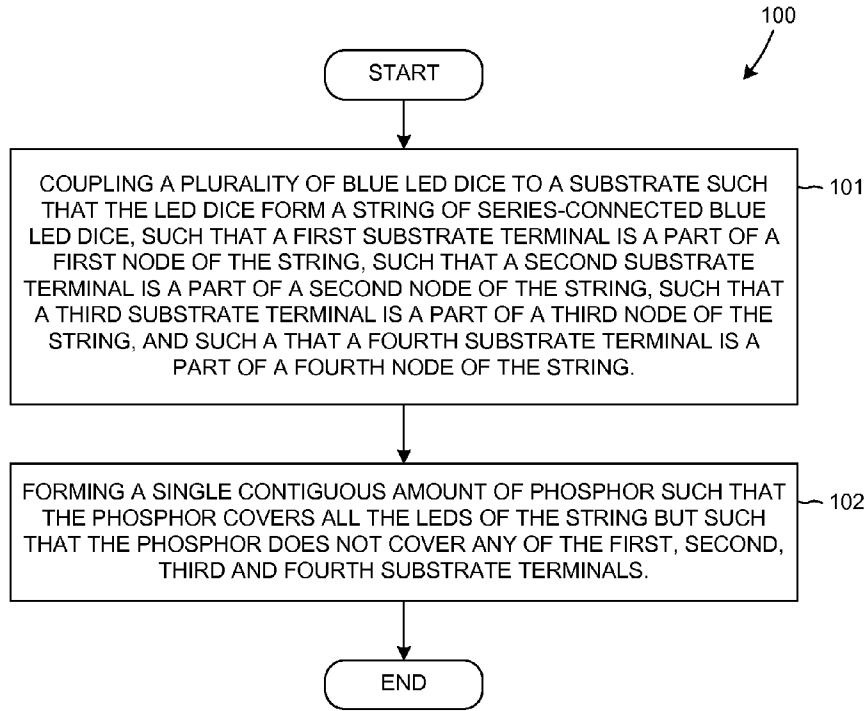 100
START
COUPLING A PLURALITY OF BLUE LED DICE TO A SUBSTRATE SUCH
THAT THE LED DICE FORM A STRING OF SERIES-CONNECTED BLUE
LED DICE, SUCH THAT A FIRST SUBSTRATE TERMINAL IS A PART OF A
FIRST NODE OF THE STRING, SUCH THAT A SECOND SUBSTRATE
TERMINAL IS A PART OF A SECOND NODE OF THE STRING, SUCH THAT
A THIRD SUBSTRATE TERMINAL IS A PART OF A THIRD NODE OF THE
STRING, AND SUCH A THAT A FOURTH SUBSTRATE TERMINAL IS A
PART OF A FOURTH NODE OF THE STRING.
101
FORMING A SINGLE CONTIGUOUS AMOUNT OF PHOSPHOR SUCH THAT
THE PHOSPHOR COVERS ALL THE LEDS OF THE STRING BUT SUCH
THAT THE PHOSPHOR DOES NOT COVER ANY OF THE FIRST, SECOND,
THIRD AND FOURTH SUBSTRATE TERMINALS.
102
END